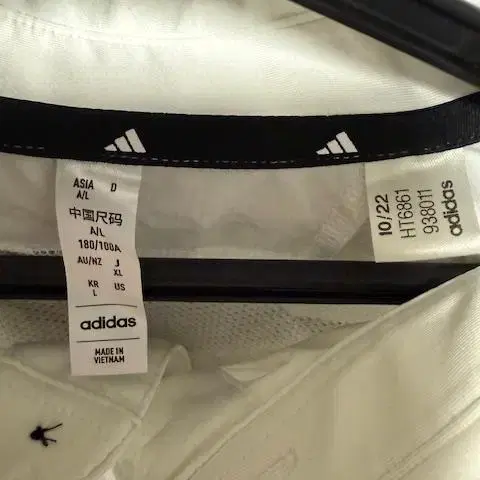 ASIA D
A/L
中国尺码
A/L
180/100A
AU/NZ J
XL
KR US
L
adidas
MADE IN
VIETNAM
10/22
HT6861
938011
adidas